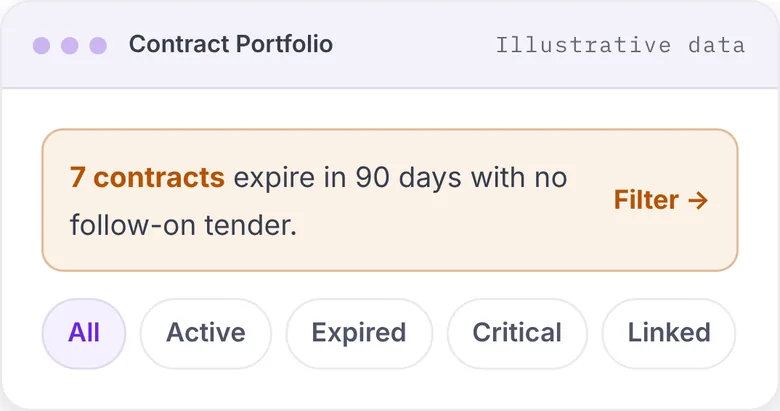 Contract Portfolio
Illustrative data
7 contracts expire in 90 days with no
follow-on tender.
Filter →
All
Active
Expired
Critical
Linked